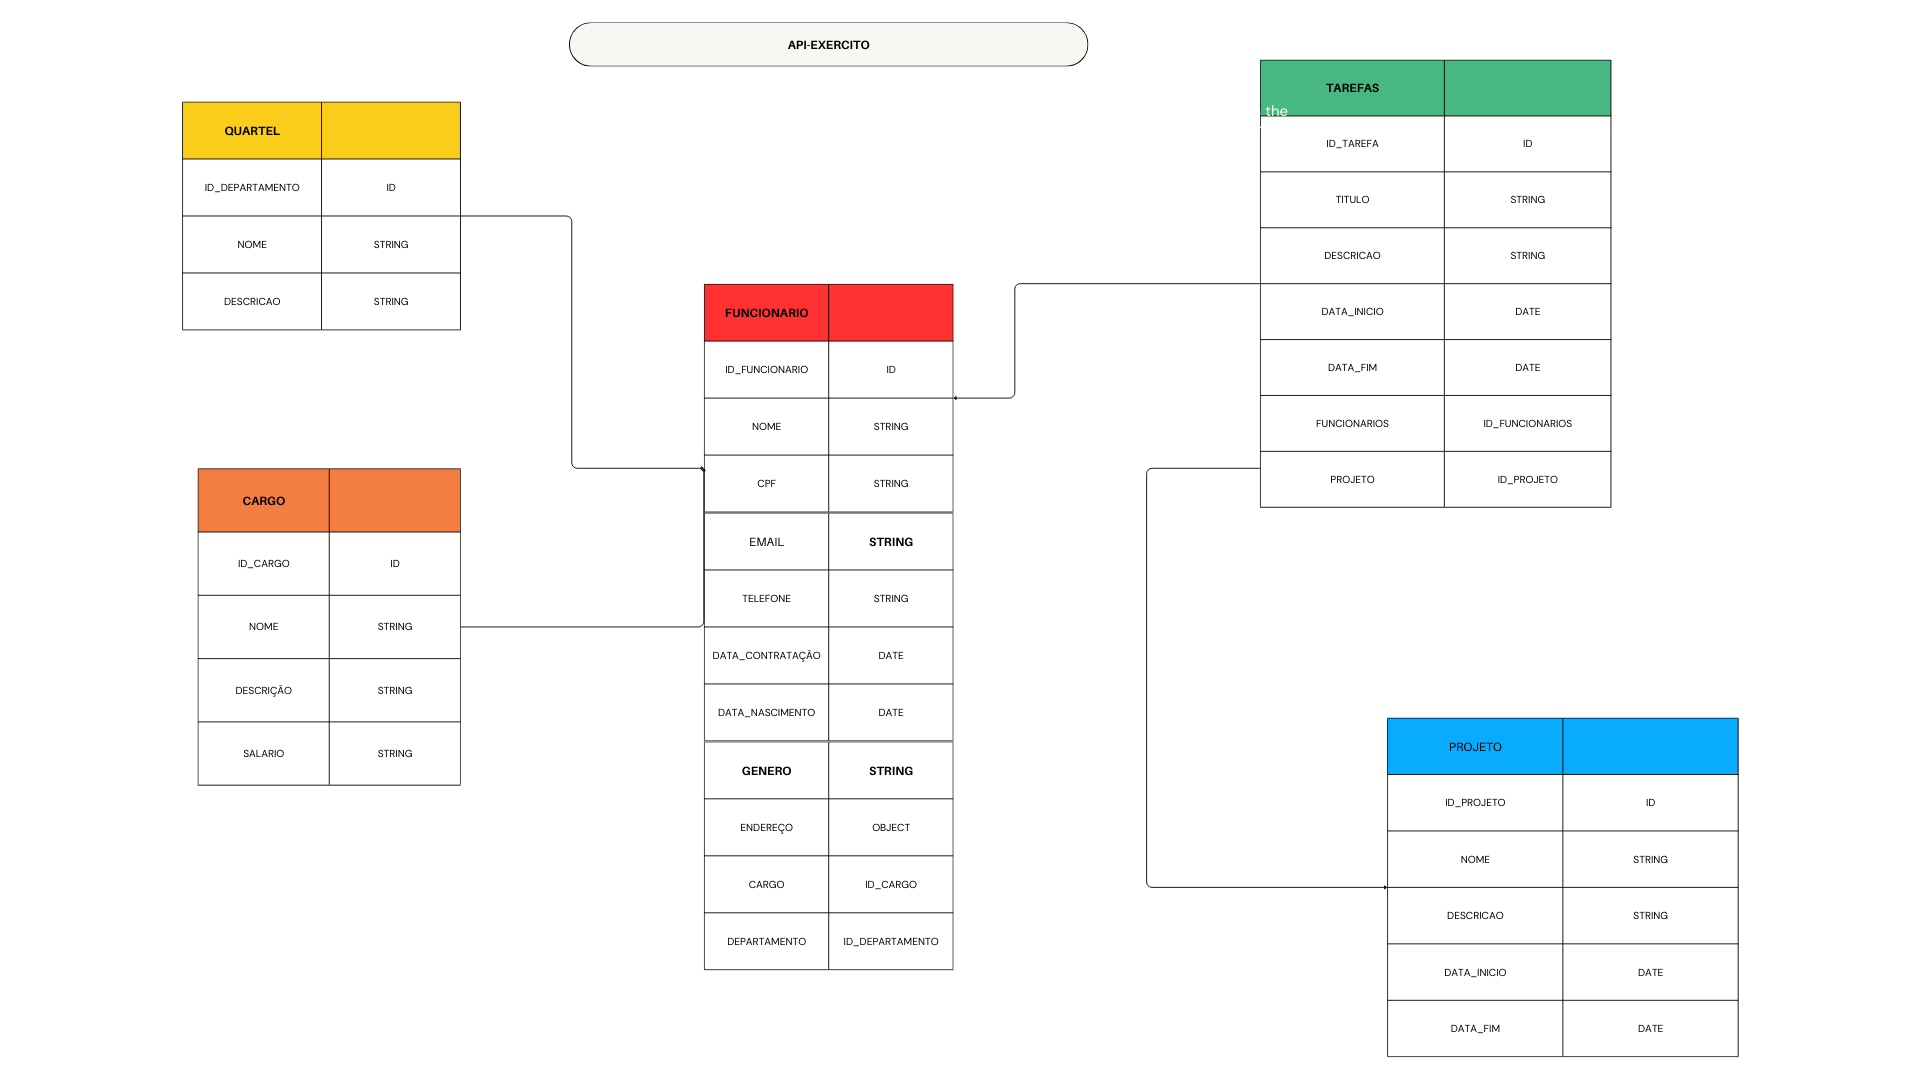 API-EXERCITO
QUARTEL
ID_DEPARTAMENTO ID
NOME STRING
DESCRICAO STRING
CARGO
ID_CARGO ID
NOME STRING
DESCRIÇÃO STRING
SALARIO STRING
FUNCIONARIO
ID_FUNCIONARIO ID
NOME STRING
CPF STRING
EMAIL STRING
TELEFONE STRING
DATA_CONTRATAÇÃO DATE
DATA_NASCIMENTO DATE
GENERO STRING
ENDEREÇO OBJECT
CARGO ID_CARGO
DEPARTAMENTO ID_DEPARTAMENTO
TAREFAS
the
ID_TAREFA ID
TITULO STRING
DESCRICAO STRING
DATA_INICIO DATE
DATA_FIM DATE
FUNCIONARIOS ID_FUNCIONARIOS
PROJETO ID_PROJETO
PROJETO
ID_PROJETO ID
NOME STRING
DESCRICAO STRING
DATA_INICIO DATE
DATA_FIM DATE